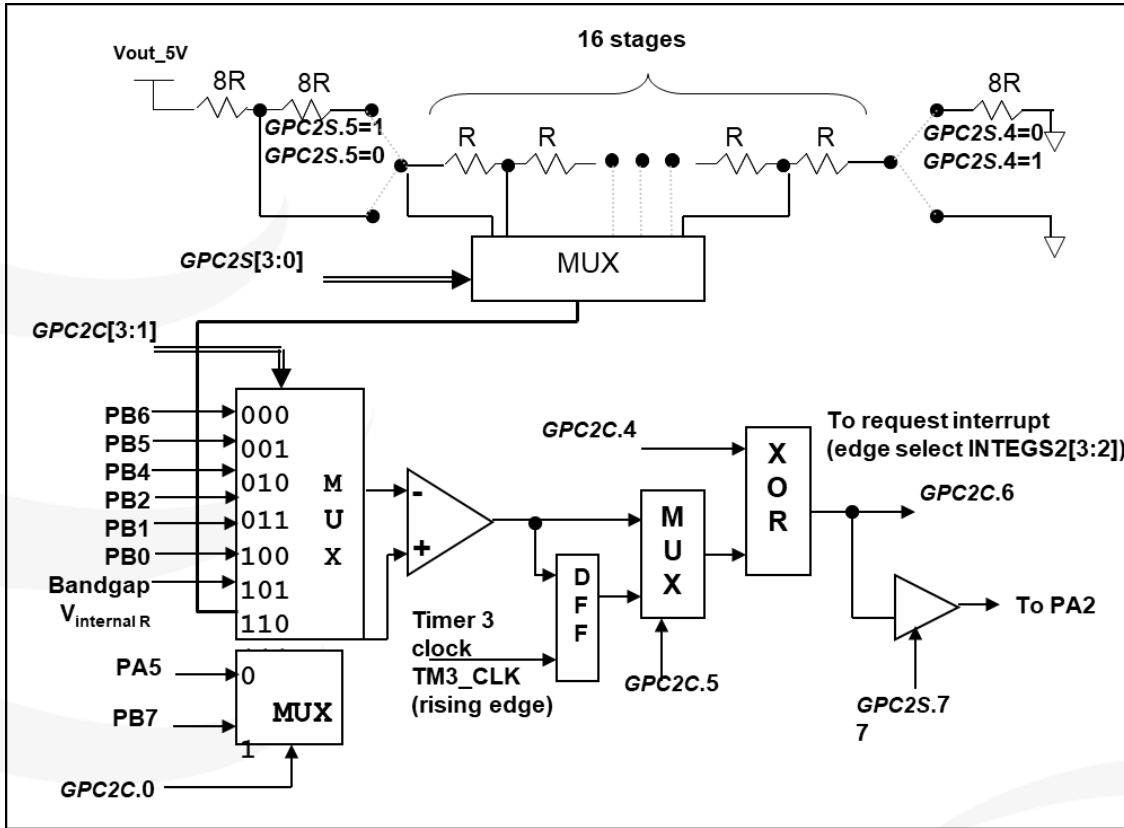 16 stages
Vout_5V
8R
8R
8R
GPC2S.5=1
GPC2S.5=0
R
R
R
R
GPC2S.4=0
GPC2S.4=1
GPC2S[3:0]
MUX
GPC2C[3:1]
PB6
000
PB5
001
PB4
010
PB2
011
PB1
100
PB0
101
Bandgap
110
Vinternal R
M
U
X
-
+
GPC2C.4
To request interrupt
(edge select INTEGS2[3:2])
X
O
R
GPC2C.6
M
U
X
D
F
F
To PA2
Timer 3
clock
TM3_CLK
(rising edge)
GPC2C.5
GPC2S.7
7
PA5
0
PB7
MUX
1
GPC2C.0